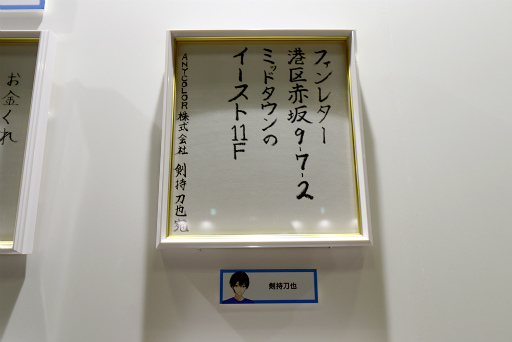 ファンレター
港区赤坂9-7-2
ミッドタウンの
イースト11F
ANYCOLOR株式会社 剣持刀也宛
剣持刀也
お金くれ